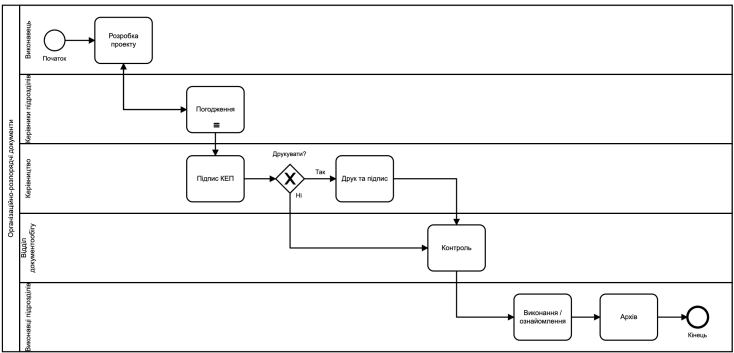 Організаційно-розпорядчі документи
Виконавець
Початок
Розробка
проекту
Керівники підрозділів
Погодження
Керівництво
Підпис КЕП
Друкувати?
Так
Ні
Друк та підпис
Відділ
документообігу
Контроль
Виконавці підрозділів
Виконання /
ознайомлення
Архів
Кінець